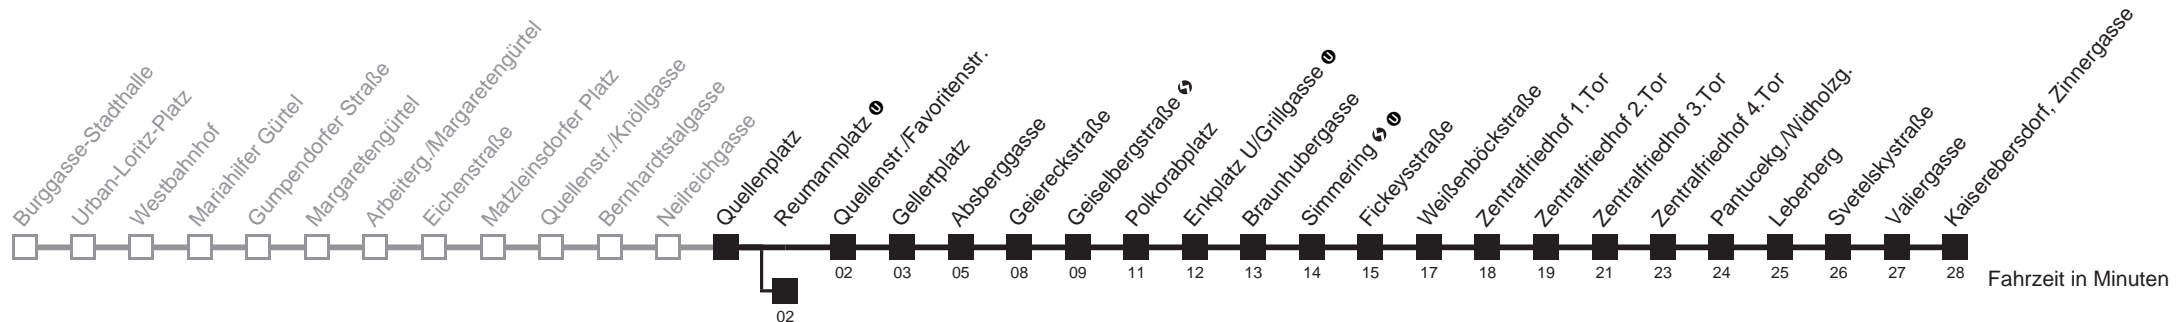 Burggasse-Stadthalle
Urban-Loritz-Platz
Westbahnhof
Mariahilfer Gürtel
Gumpendorfer Straße
Margaretengürtel
Arbeiterg./Margaretengürtel
Eichenstraße
Matzleinsdorfer Platz
Quellenstr./Knöllgasse
Bernhardtstalgasse
Neilreichgasse
Quellenplatz
Reumannplatz U
Quellenstr./Favoritenstr.
Gellertplatz
Absberggasse
Geiereckstraße
Geiselbergstraße S
Polkorabplatz
Enkplatz U/Grillgasse U
Braunhubergasse
Simmering S U
Fickeysstraße
Weißenböckstraße
Zentralfriedhof 1.Tor
Zentralfriedhof 2.Tor
Zentralfriedhof 3.Tor
Zentralfriedhof 4.Tor
Pantucekg./Widholzg.
Leberberg
Svetelskystraße
Valiergasse
Kaiserebersdorf, Zinnergasse
02 03 05 08 09 11 12 13 14 15 17 18 19 21 23 24 25 26 27 28
Fahrzeit in Minuten
02